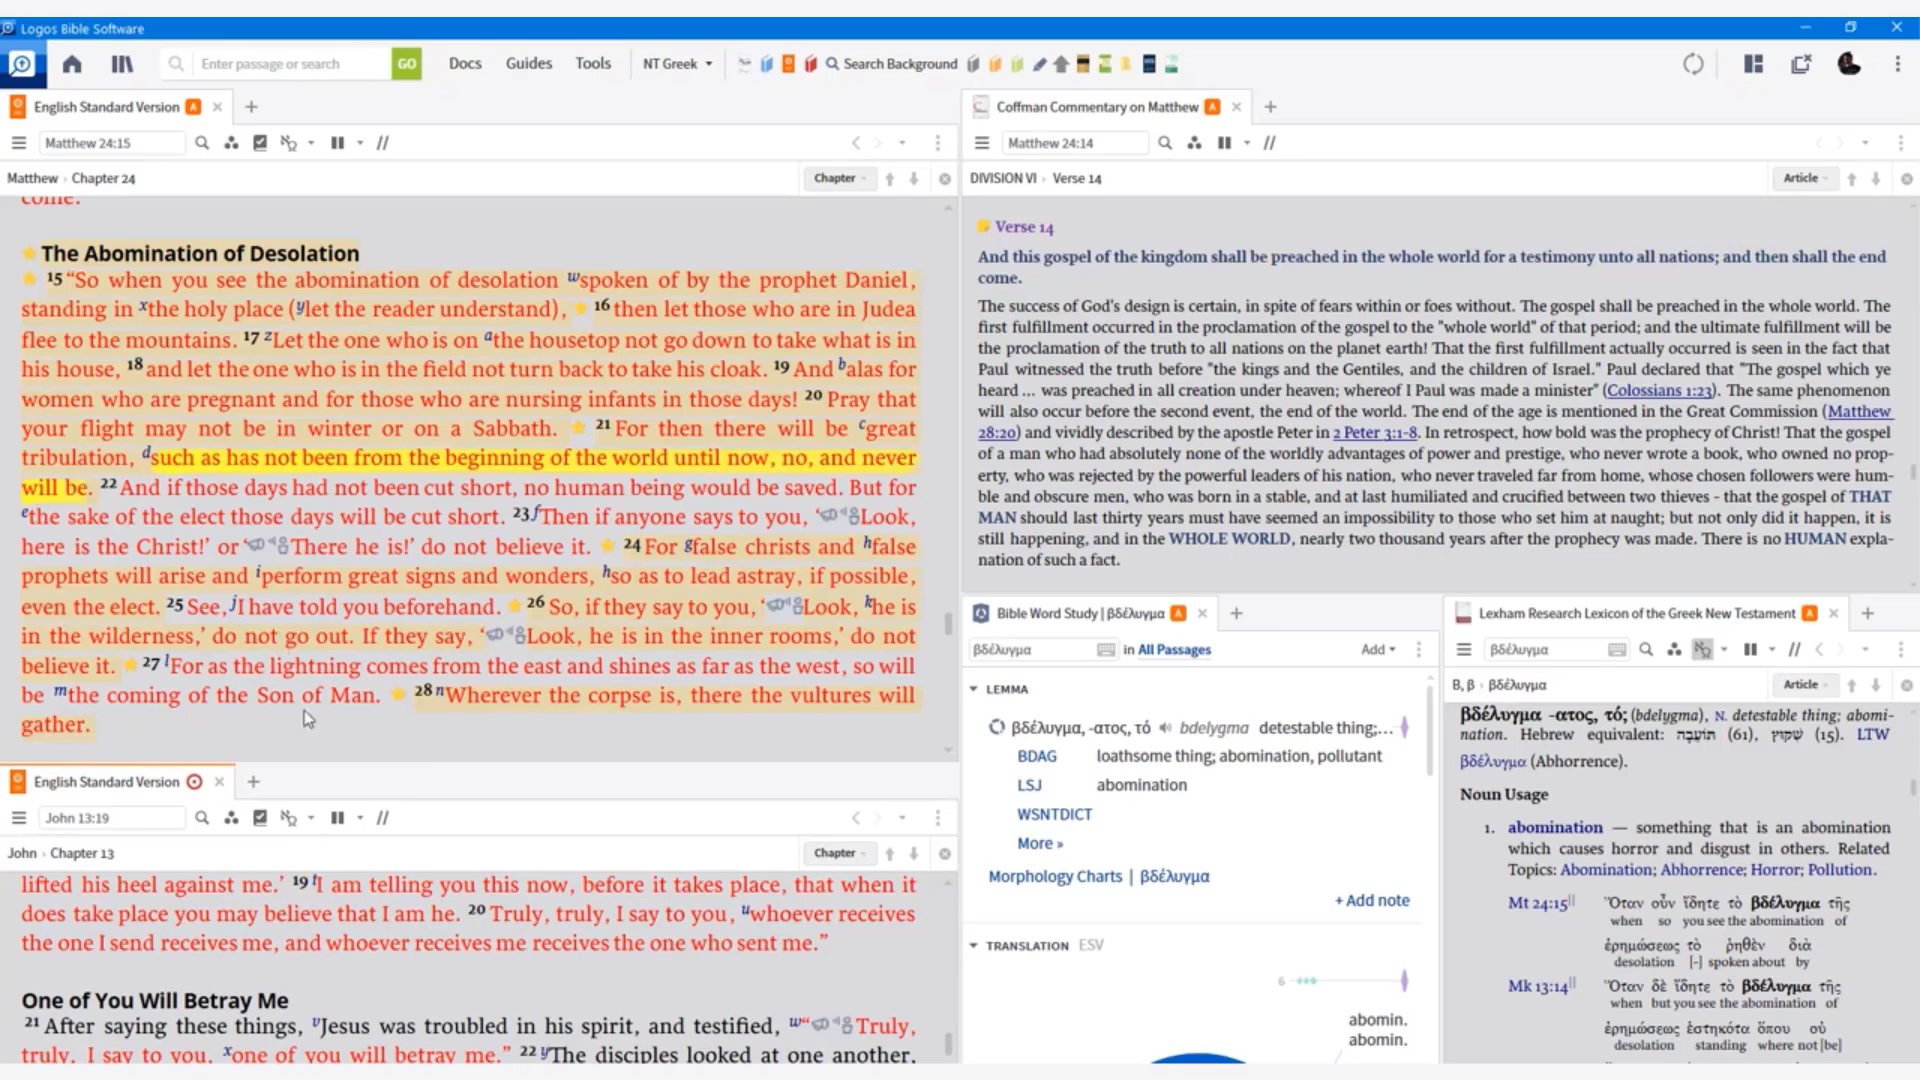 Logos Bible Software
Enter passage or search
GO
Docs
Guides
Tools
NT Greek
Search Background
English Standard Version A
Matthew 24:15
Matthew › Chapter 24
Chapter
come.
The Abomination of Desolation
15 “So when you see the abomination of desolation w spoken of by the prophet Daniel,
standing in x the holy place (y let the reader understand), 16 then let those who are in Judea
flee to the mountains. 17 z Let the one who is on a the housetop not go down to take what is in
his house, 18 and let the one who is in the field not turn back to take his cloak. 19 And b alas for
women who are pregnant and for those who are nursing infants in those days! 20 Pray that
your flight may not be in winter or on a Sabbath. 21 For then there will be c great
tribulation, d such as has not been from the beginning of the world until now, no, and never
will be. 22 And if those days had not been cut short, no human being would be saved. But for
e the sake of the elect those days will be cut short. 23 f Then if anyone says to you, ‘Look,
here is the Christ!’ or ‘There he is!’ do not believe it. 24 For g false christs and h false
prophets will arise and i perform great signs and wonders, h so as to lead astray, if possible,
even the elect. 25 See, j I have told you beforehand. 26 So, if they say to you, ‘Look, k he is
in the wilderness,’ do not go out. If they say, ‘Look, he is in the inner rooms,’ do not
believe it. 27 l For as the lightning comes from the east and shines as far as the west, so will
be m the coming of the Son of Man. 28 n Wherever the corpse is, there the vultures will
gather.
English Standard Version
John 13:19
John › Chapter 13
Chapter
lifted his heel against me.’ 19 t I am telling you this now, before it takes place, that when it
does take place you may believe that I am he. 20 Truly, truly, I say to you, u whoever receives
the one I send receives me, and whoever receives me receives the one who sent me.”
One of You Will Betray Me
21 After saying these things, v Jesus was troubled in his spirit, and testified, w “Truly,
truly, I say to you, x one of you will betray me.” 22 y The disciples looked at one another,
Coffman Commentary on Matthew A
Matthew 24:14
DIVISION VI › Verse 14
Article
Verse 14
And this gospel of the kingdom shall be preached in the whole world for a testimony unto all nations; and then shall the end
come.
The success of God's design is certain, in spite of fears within or foes without. The gospel shall be preached in the whole world. The
first fulfillment occurred in the proclamation of the gospel to the "whole world" of that period; and the ultimate fulfillment will be
the proclamation of the truth to all nations on the planet earth! That the first fulfillment actually occurred is seen in the fact that
Paul witnessed the truth before "the kings and the Gentiles, and the children of Israel." Paul declared that "The gospel which ye
heard ... was preached in all creation under heaven; whereof I Paul was made a minister" (Colossians 1:23). The same phenomenon
will also occur before the second event, the end of the world. The end of the age is mentioned in the Great Commission (Matthew
28:20) and vividly described by the apostle Peter in 2 Peter 3:1-8. In retrospect, how bold was the prophecy of Christ! That the gospel
of a man who had absolutely none of the worldly advantages of power and prestige, who never wrote a book, who owned no prop-
erty, who was rejected by the powerful leaders of his nation, who never traveled far from home, whose chosen followers were hum-
ble and obscure men, who was born in a stable, and at last humiliated and crucified between two thieves - that the gospel of THAT
MAN should last thirty years must have seemed an impossibility to those who set him at naught; but not only did it happen, it is
still happening, and in the WHOLE WORLD, nearly two thousand years after the prophecy was made. There is no HUMAN expla-
nation of such a fact.
Bible Word Study | βδέλυγμα A
βδέλυγμα in All Passages
Add
LEMMA
βδέλυγμα, -ατος, τό bdelygma detestable thing;...
BDAG loathsome thing; abomination, pollutant
LSJ abomination
WSNTDICT
More »
Morphology Charts | βδέλυγμα
+ Add note
TRANSLATION ESV
6
abomin.
abomin.
Lexham Research Lexicon of the Greek New Testament A
βδέλυγμα
Β, β › βδέλυγμα
Article
βδέλυγμα -ατος, τό; (bdelygma), N. detestable thing; abomi-
nation. Hebrew equivalent: תּוֹעֵבָה (61), שִׁקּוּץ (15). LTW
βδέλυγμα (Abhorrence).
Noun Usage
1. abomination — something that is an abomination
which causes horror and disgust in others. Related
Topics: Abomination; Abhorrence; Horror; Pollution.
Mt 24:15|| Ὅταν οὖν ἴδητε τὸ βδέλυγμα τῆς
when so you see the abomination of
ἐρημώσεως τὸ ῥηθὲν διὰ
desolation [-] spoken about by
Mk 13:14|| Ὅταν δὲ ἴδητε τὸ βδέλυγμα τῆς
when but you see the abomination of
ἐρημώσεως ἑστηκότα ὅπου οὐ
desolation standing where not [be]